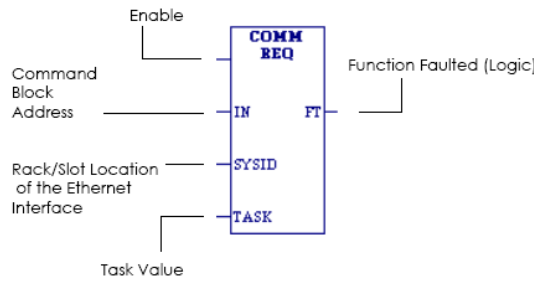 Enable
COMM
REQ
Function Faulted (Logic)
Command
Block
Address
IN
FT
Rack/Slot Location
of the Ethernet
Interface
SYSID
TASK
Task Value